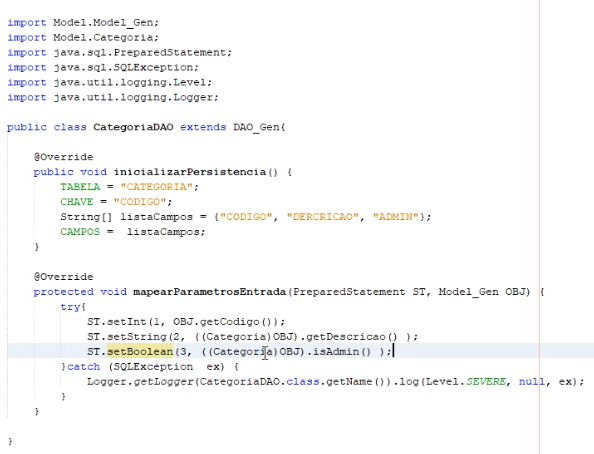 import Model.Model_Gen;
import Model.Categoria;
import java.sql.PreparedStatement;
import java.sql.SQLException;
import java.util.logging.Level;
import java.util.logging.Logger;
public class CategoriaDAO extends DAO_Gen{
@Override
public void inicializarPersistencia() {
TABELA = "CATEGORIA";
CHAVE = "CODIGO";
String[] listaCampos = {"CODIGO", "DERCRICAO", "ADMIN"};
CAMPOS =  listaCampos;
}
@Override
protected void mapearParametrosEntrada(PreparedStatement ST, Model_Gen OBJ) {
try{
ST.setInt(1, OBJ.getCodigo());
ST.setString(2, ((Categoria)OBJ).getDescricao() );
ST.setBoolean(3, ((Categoria)OBJ).isAdmin() );
}catch (SQLException  ex) {
Logger.getLogger(CategoriaDAO.class.getName()).log(Level.SEVERE, null, ex);
}
}
}